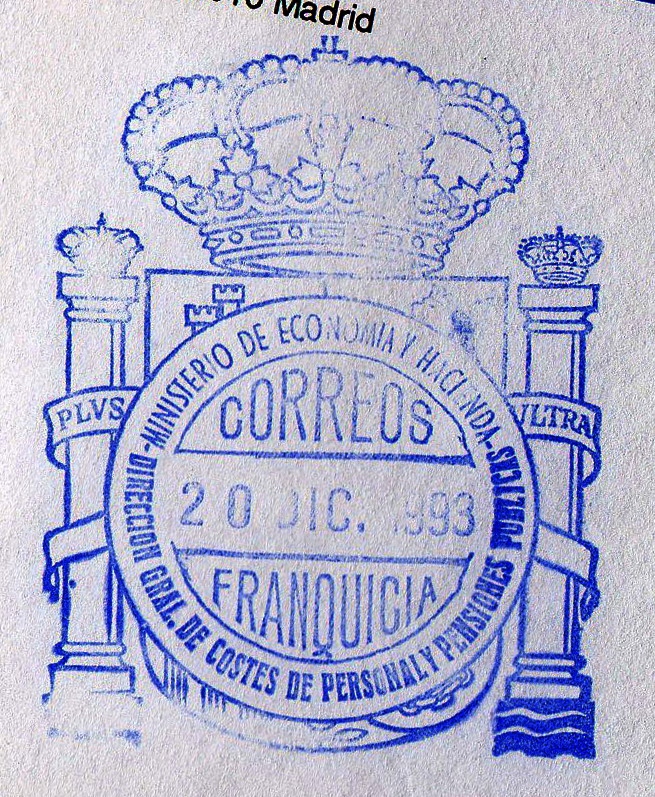 Madrid
PLVS
VLTRA
MINISTERIO DE ECONOMIA Y HACIENDA-
CORREOS
20 DIC. 1993
FRANQUICIA
DIRECCION GRAL. DE COSTES DE PERSONAL Y PENSIONES PUBLICAS